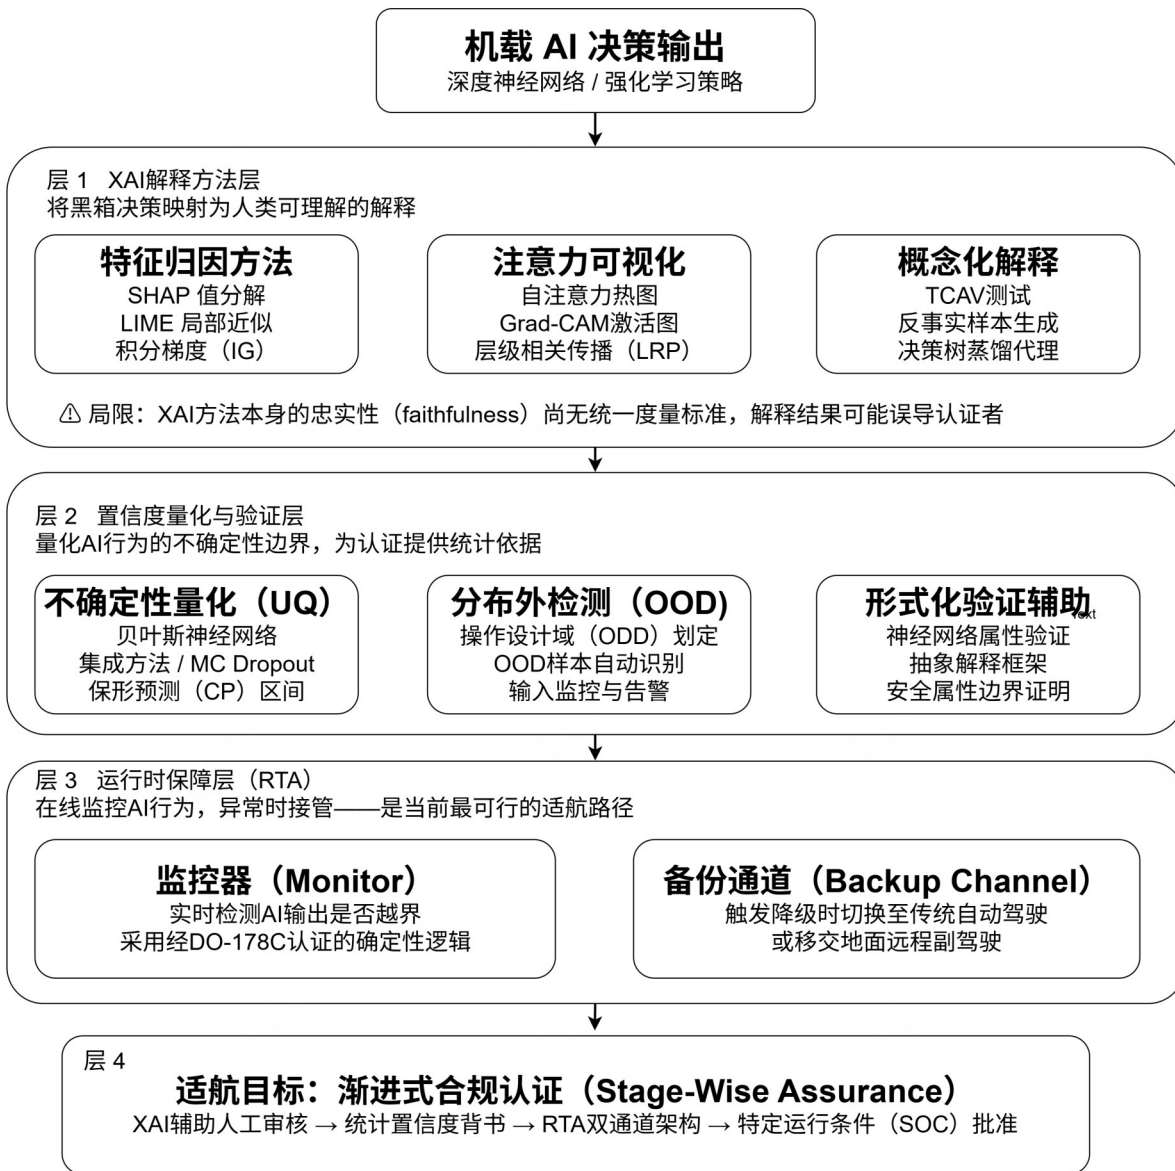 机载 AI 决策输出
深度神经网络 / 强化学习策略
层 1 XAI解释方法层
将黑箱决策映射为人类可理解的解释
特征归因方法
SHAP 值分解
LIME 局部近似
积分梯度（IG）
注意力可视化
自注意力热图
Grad-CAM激活图
层级相关传播（LRP）
概念化解释
TCAV测试
反事实样本生成
决策树蒸馏代理
⚠ 局限：XAI方法本身的忠实性（faithfulness）尚无统一度量标准，解释结果可能误导认证者
层 2 置信度量化与验证层
量化AI行为的不确定性边界，为认证提供统计依据
不确定性量化（UQ）
贝叶斯神经网络
集成方法 / MC Dropout
保形预测（CP）区间
分布外检测（OOD)
操作设计域（ODD）划定
OOD样本自动识别
输入监控与告警
形式化验证辅助
Text
神经网络属性验证
抽象解释框架
安全属性边界证明
层 3 运行时保障层（RTA）
在线监控AI行为，异常时接管——是当前最可行的适航路径
监控器（Monitor）
实时检测AI输出是否越界
采用经DO-178C认证的确定性逻辑
备份通道（Backup Channel）
触发降级时切换至传统自动驾驶
或移交地面远程副驾驶
层 4
适航目标：渐进式合规认证（Stage-Wise Assurance）
XAI辅助人工审核 → 统计置信度背书 → RTA双通道架构 → 特定运行条件（SOC）批准